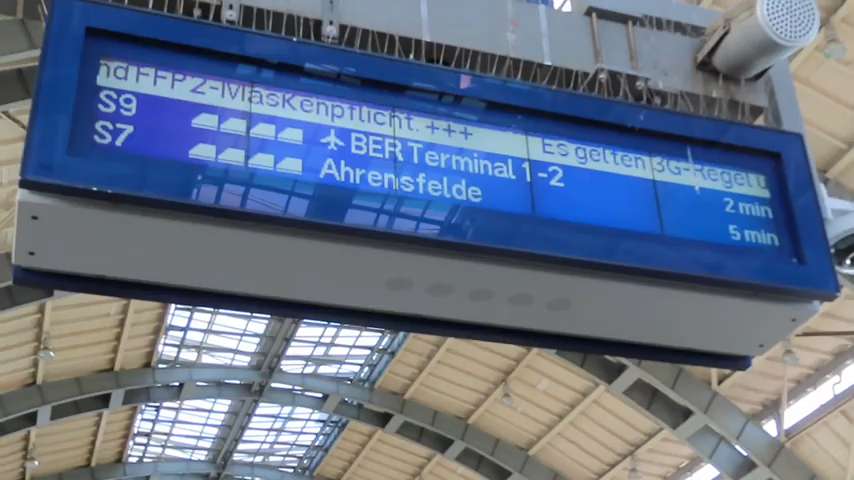 nd FFP2-Maskenpflicht. +++ Es gelten 3G-Regel u
S9 BER Terminal 1-2 2 min
S7 Ahrensfelde 5 min